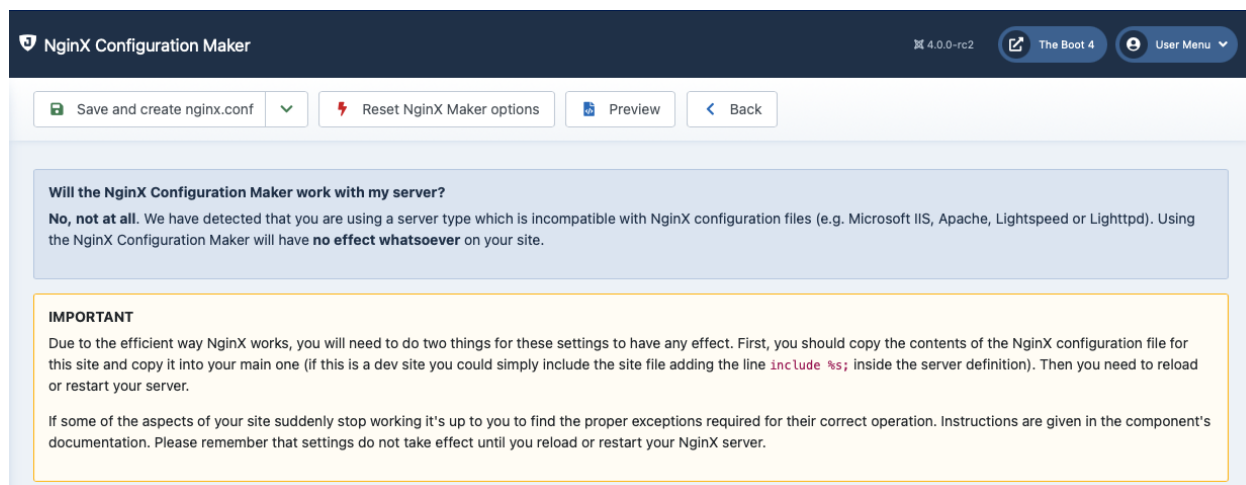 NginX Configuration Maker
4.0.0-rc2
The Boot 4
User Menu
Save and create nginx.conf
Reset NginX Maker options
Preview
Back
Will the NginX Configuration Maker work with my server?
No, not at all. We have detected that you are using a server type which is incompatible with NginX configuration files (e.g. Microsoft IIS, Apache, Lightspeed or Lighttpd). Using
the NginX Configuration Maker will have no effect whatsoever on your site.
IMPORTANT
Due to the efficient way NginX works, you will need to do two things for these settings to have any effect. First, you should copy the contents of the NginX configuration file for
this site and copy it into your main one (if this is a dev site you could simply include the site file adding the line include %s; inside the server definition). Then you need to reload
or restart your server.
If some of the aspects of your site suddenly stop working it's up to you to find the proper exceptions required for their correct operation. Instructions are given in the component's
documentation. Please remember that settings do not take effect until you reload or restart your NginX server.